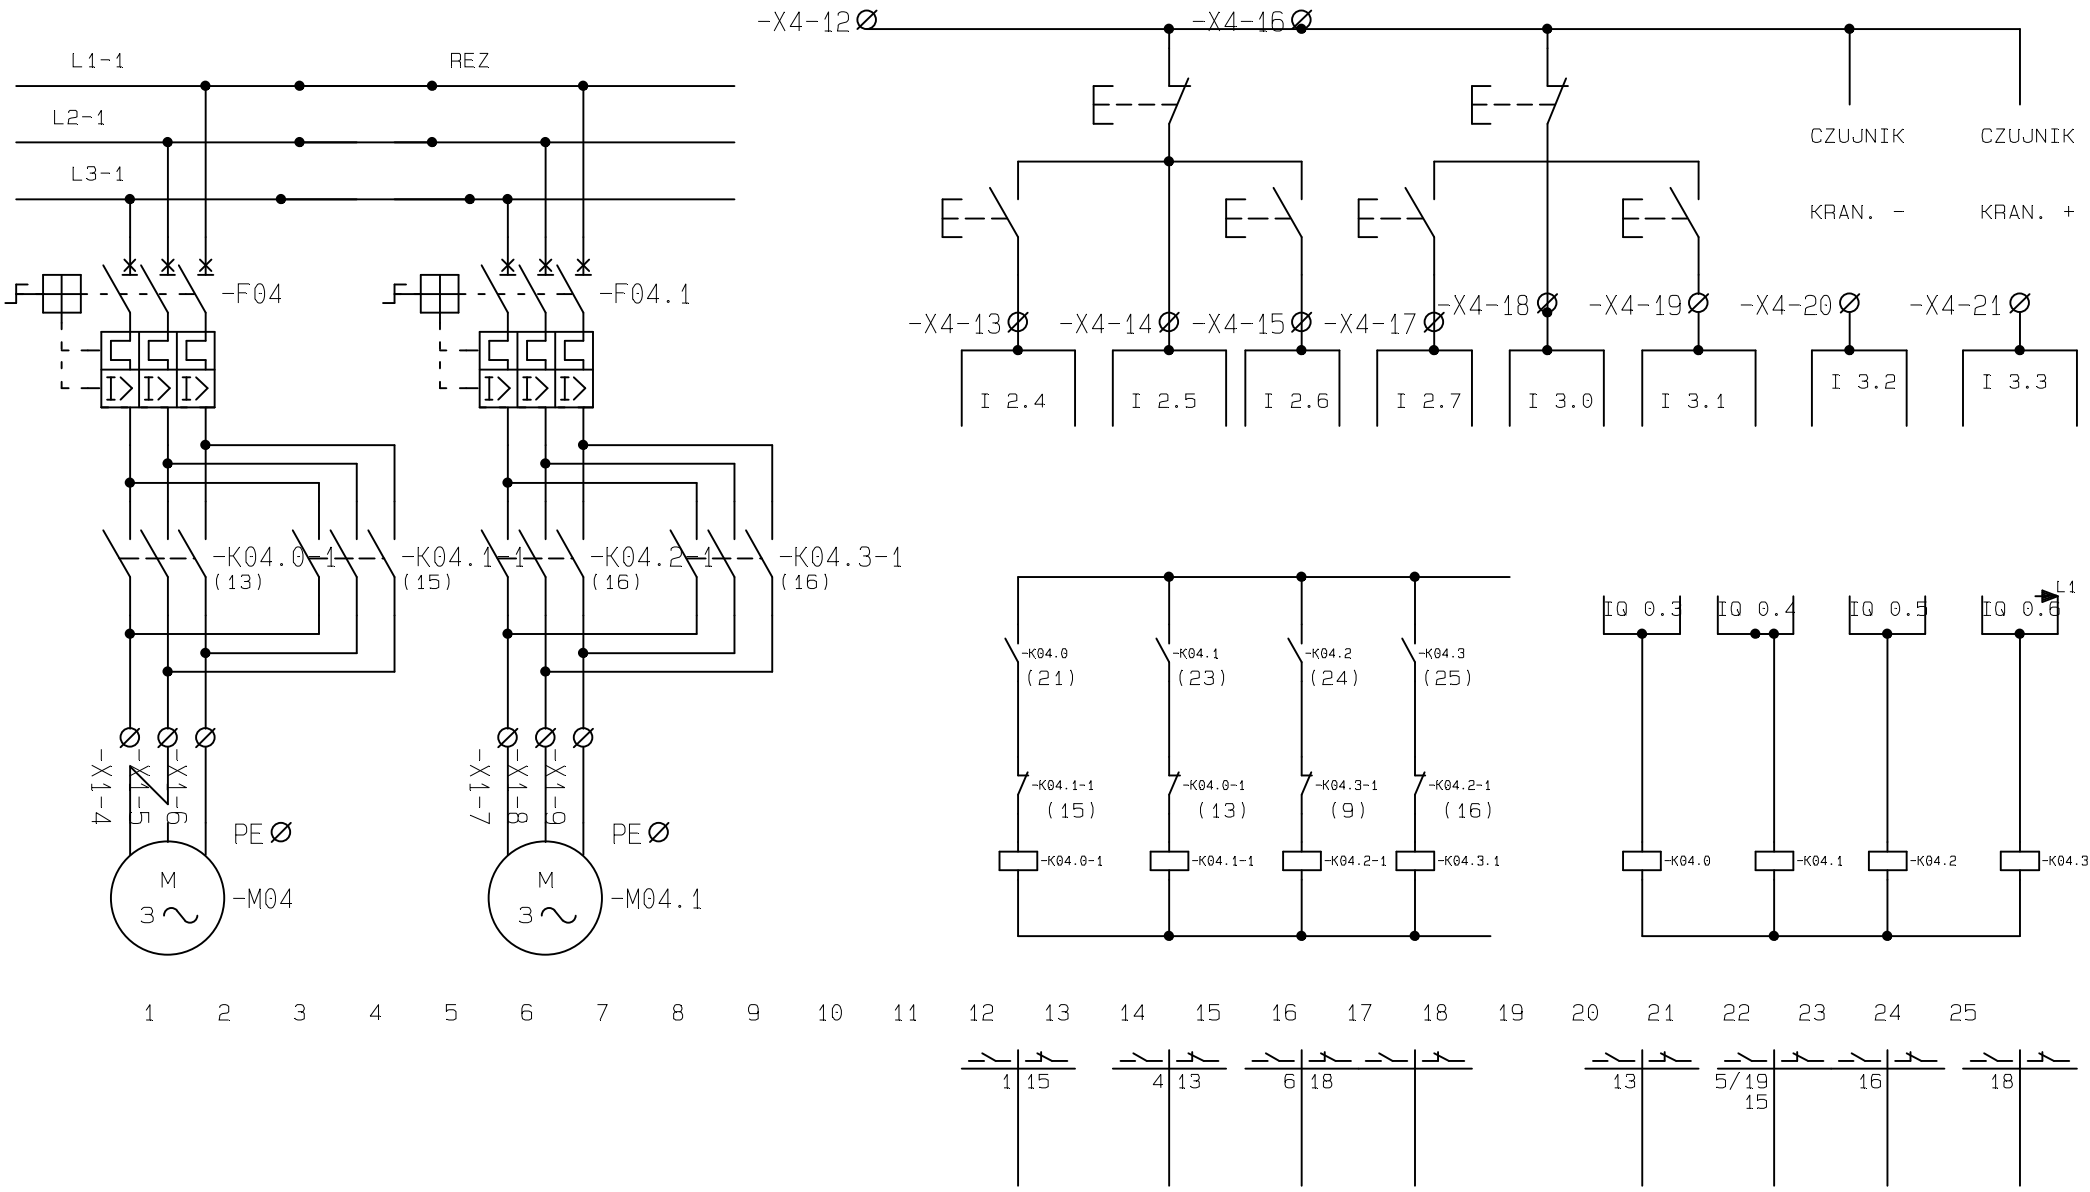 -X4-12 -X4-16
L1-1 REZ
L2-1
CZUJNIK CZUJNIK
L3-1
KRAN. - KRAN. +
-F04 -F04.1
-X4-18 -X4-19 -X4-20 -X4-21
-X4-13 -X4-14 -X4-15 -X4-17
I> I> I> I> I> I>
I 3.2 I 3.3
I 2.4 I 2.5 I 2.6 I 2.7 I 3.0 I 3.1
-K04.0-1 -K04.1-1 -K04.2-1 -K04.3-1
(13) (15) (16) (16)
L1
IQ 0.3 IQ 0.4 IQ 0.5 IQ 0.6
-K04.0 -K04.1 -K04.2 -K04.3
(21) (23) (24) (25)
-X1-4 -X1-5 -X1-6 -X1-7 -X1-8 -X1-9
-K04.1-1 -K04.0-1 -K04.3-1 -K04.2-1
(15) (13) (9) (16)
PE PE
-K04.0-1 -K04.1-1 -K04.2-1 -K04.3.1 -K04.0 -K04.1 -K04.2 -K04.3
M M
3 -M04 3 -M04.1
1 2 3 4 5 6 7 8 9 10 11 12 13 14 15 16 17 18 19 20 21 22 23 24 25
1 15 4 13 6 18 13 5/19 16 18
15